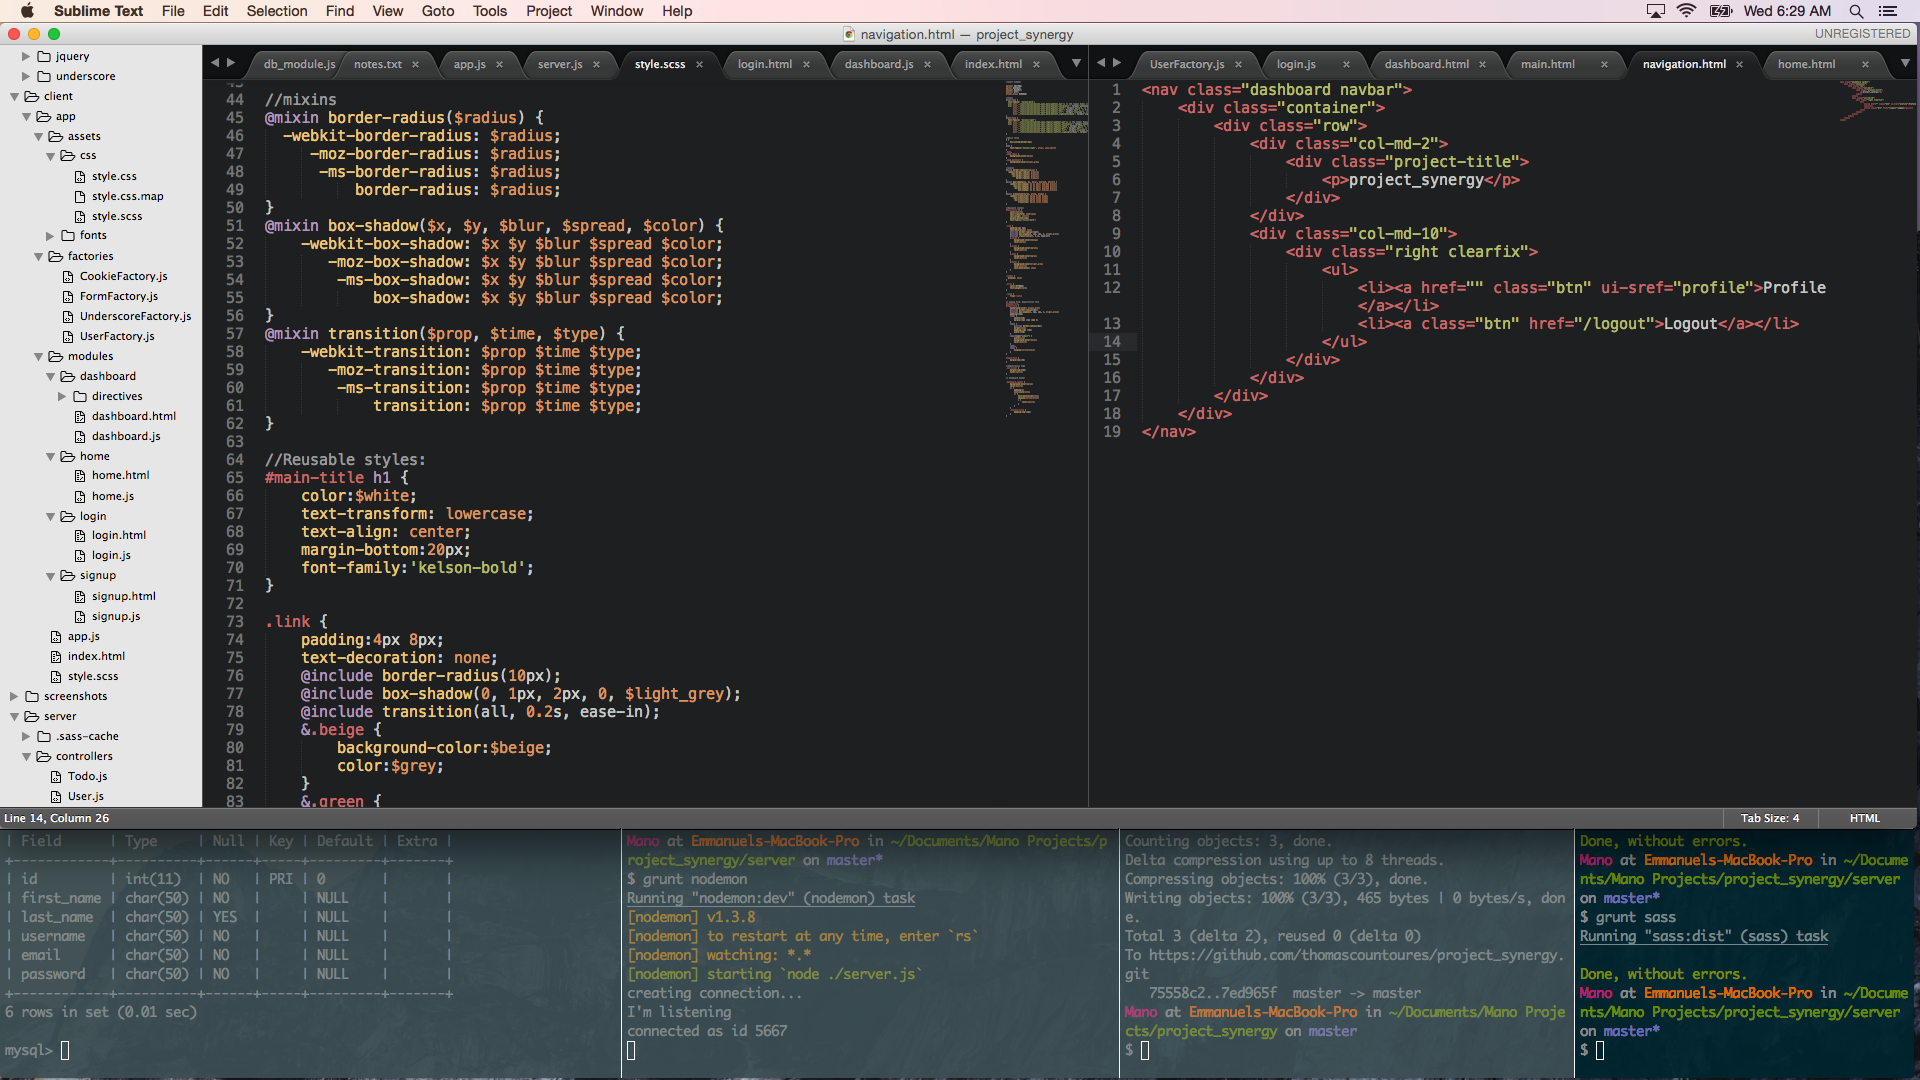 Sublime Text File Edit Selection Find View Goto Tools Project Window Help Wed 6:29 AM
navigation.html — project_synergy UNREGISTERED
jquery
underscore
client
app
assets
css
style.css
style.css.map
style.scss
fonts
factories
CookieFactory.js
FormFactory.js
UnderscoreFactory.js
UserFactory.js
modules
dashboard
directives
dashboard.html
dashboard.js
home
home.html
home.js
login
login.html
login.js
signup
signup.html
signup.js
app.js
index.html
style.scss
screenshots
server
.sass-cache
controllers
Todo.js
User.js
db_module.js notes.txt × app.js × server.js × style.scss × login.html × dashboard.js × index.html ×
44 //mixins
45 @mixin border-radius($radius) {
46 -webkit-border-radius: $radius;
47 -moz-border-radius: $radius;
48 -ms-border-radius: $radius;
49 border-radius: $radius;
50 }
51 @mixin box-shadow($x, $y, $blur, $spread, $color) {
52 -webkit-box-shadow: $x $y $blur $spread $color;
53 -moz-box-shadow: $x $y $blur $spread $color;
54 -ms-box-shadow: $x $y $blur $spread $color;
55 box-shadow: $x $y $blur $spread $color;
56 }
57 @mixin transition($prop, $time, $type) {
58 -webkit-transition: $prop $time $type;
59 -moz-transition: $prop $time $type;
60 -ms-transition: $prop $time $type;
61 transition: $prop $time $type;
62 }
63
64 //Reusable styles:
65 #main-title h1 {
66 color:$white;
67 text-transform: lowercase;
68 text-align: center;
69 margin-bottom:20px;
70 font-family:'kelson-bold';
71 }
72
73 .link {
74 padding:4px 8px;
75 text-decoration: none;
76 @include border-radius(10px);
77 @include box-shadow(0, 1px, 2px, 0, $light_grey);
78 @include transition(all, 0.2s, ease-in);
79 &.beige {
80 background-color:$beige;
81 color:$grey;
82 }
83 &.green {
UserFactory.js × login.js × dashboard.html × main.html × navigation.html × home.html ×
1 <nav class="dashboard navbar">
2 <div class="container">
3 <div class="row">
4 <div class="col-md-2">
5 <div class="project-title">
6 <p>project_synergy</p>
7 </div>
8 </div>
9 <div class="col-md-10">
10 <div class="right clearfix">
11 <ul>
12 <li><a href="" class="btn" ui-sref="profile">Profile
</a></li>
13 <li><a class="btn" href="/logout">Logout</a></li>
14 </ul>
15 </div>
16 </div>
17 </div>
18 </div>
19 </nav>
Line 14, Column 26 Tab Size: 4 HTML
| Field | Type | Null | Key | Default | Extra |
+------------+----------+------+-----+---------+-------+
| id | int(11) | NO | PRI | 0 | |
| first_name | char(50) | NO | | NULL | |
| last_name | char(50) | YES | | NULL | |
| username | char(50) | NO | | NULL | |
| email | char(50) | NO | | NULL | |
| password | char(50) | NO | | NULL | |
+------------+----------+------+-----+---------+-------+
6 rows in set (0.01 sec)
mysql>
Mano at Emmanuels-MacBook-Pro in ~/Documents/Mano Projects/p
roject_synergy/server on master*
$ grunt nodemon
Running "nodemon:dev" (nodemon) task
[nodemon] v1.3.8
[nodemon] to restart at any time, enter `rs`
[nodemon] watching: *.*
[nodemon] starting `node ./server.js`
creating connection...
I'm listening
connected as id 5667
Counting objects: 3, done.
Delta compression using up to 8 threads.
Compressing objects: 100% (3/3), done.
Writing objects: 100% (3/3), 465 bytes | 0 bytes/s, don
e.
Total 3 (delta 2), reused 0 (delta 0)
To https://github.com/thomascountoures/project_synergy.
git
75558c2..7ed965f master -> master
Mano at Emmanuels-MacBook-Pro in ~/Documents/Mano Proje
cts/project_synergy on master
$
Done, without errors.
Mano at Emmanuels-MacBook-Pro in ~/Docume
nts/Mano Projects/project_synergy/server
on master*
$ grunt sass
Running "sass:dist" (sass) task
Done, without errors.
Mano at Emmanuels-MacBook-Pro in ~/Docume
nts/Mano Projects/project_synergy/server
on master*
$